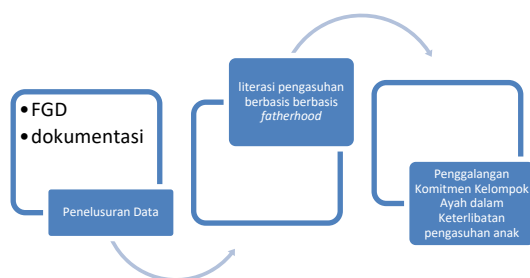 • FGD
• dokumentasi
Penelusuran Data
literasi pengasuhan
berbasis berbasis
fatherhood
Penggalangan
Komitmen Kelompok
Ayah dalam
Keterlibatan
pengasuhan anak